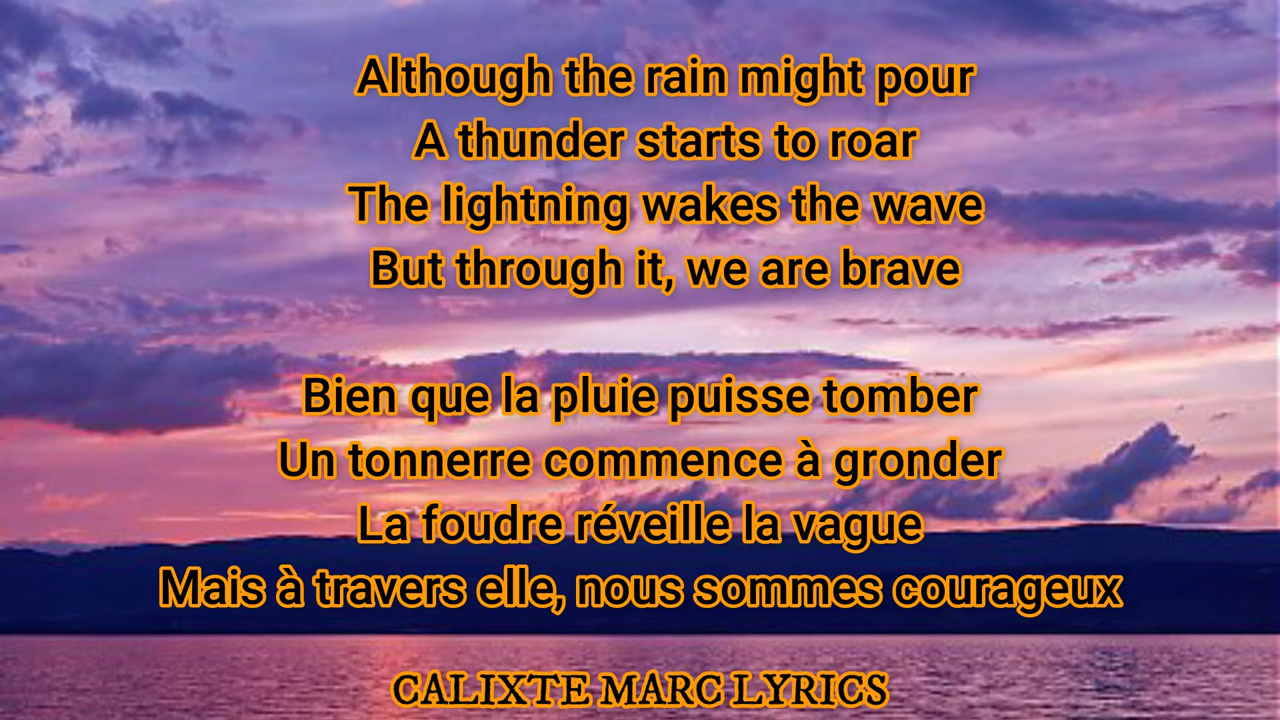 Although the rain might pour
A thunder starts to roar
The lightning wakes the wave
But through it, we are brave
Bien que la pluie puisse tomber
Un tonnerre commence à gronder
La foudre réveille la vague
Mais à travers elle, nous sommes courageux
CALIXTE MARC LYRICS